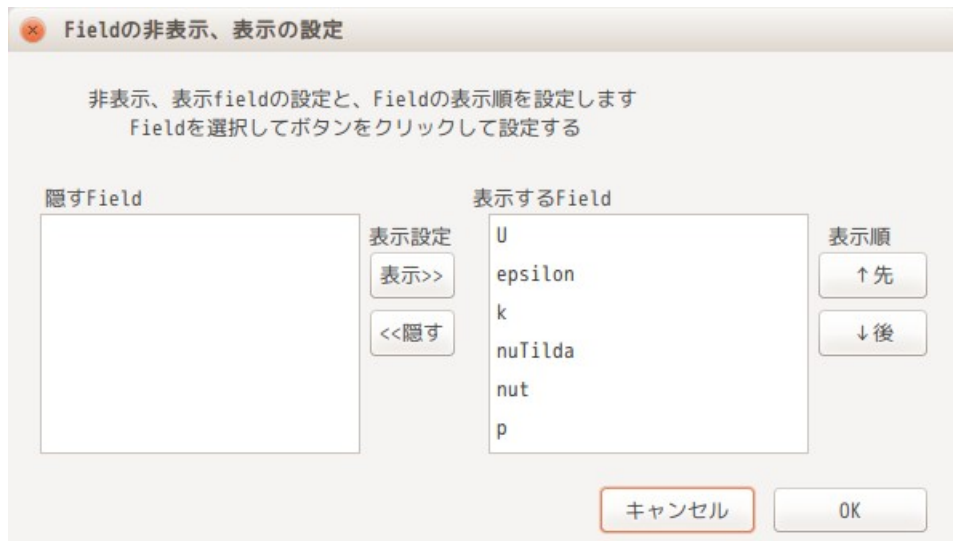 Fieldの非表示、表示の設定
非表示、表示fieldの設定と、Fieldの表示順を設定します
Fieldを選択してボタンをクリックして設定する
隠すField
表示設定
表示>>
<<隠す
表示するField
U
epsilon
k
nuTilda
nut
p
表示順
↑先
↓後
キャンセル
OK